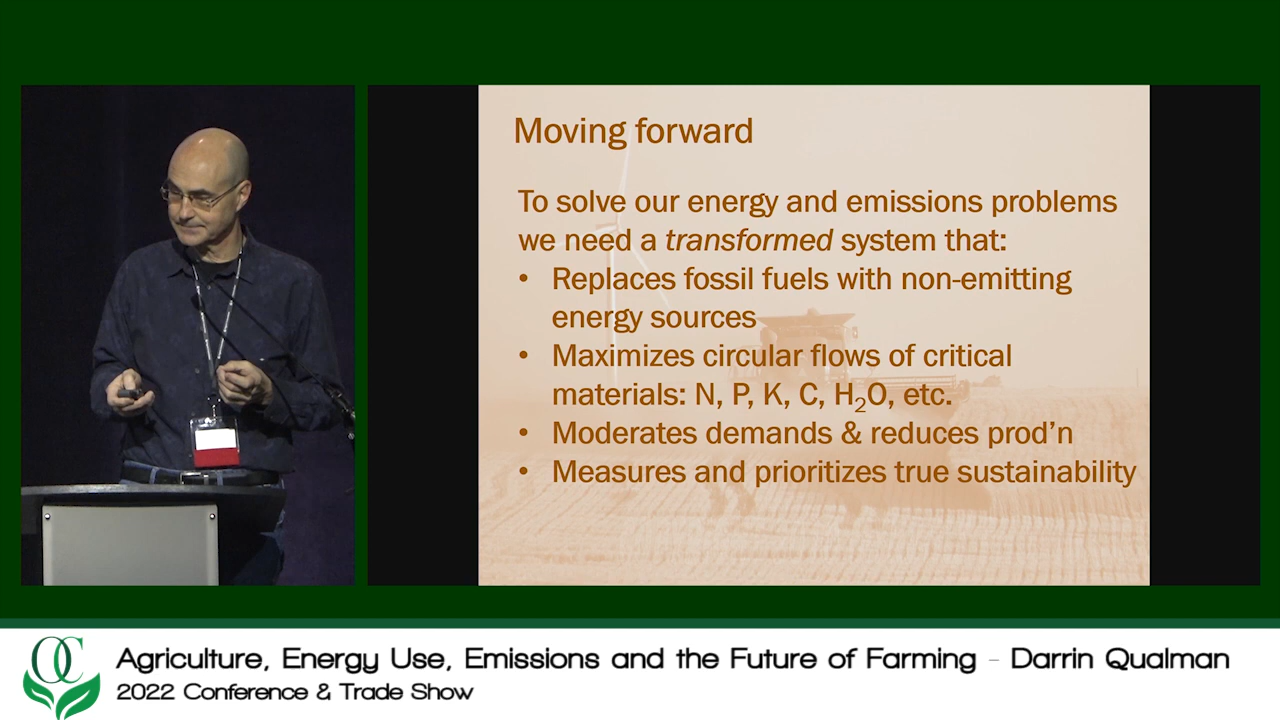 Moving forward
To solve our energy and emissions problems
we need a transformed system that:
• Replaces fossil fuels with non-emitting
energy sources
• Maximizes circular flows of critical
materials: N, P, K, C, H₂O, etc.
• Moderates demands & reduces prod’n
• Measures and prioritizes true sustainability
OC
Agriculture, Energy Use, Emissions and the Future of Farming - Darrin Qualman
2022 Conference & Trade Show